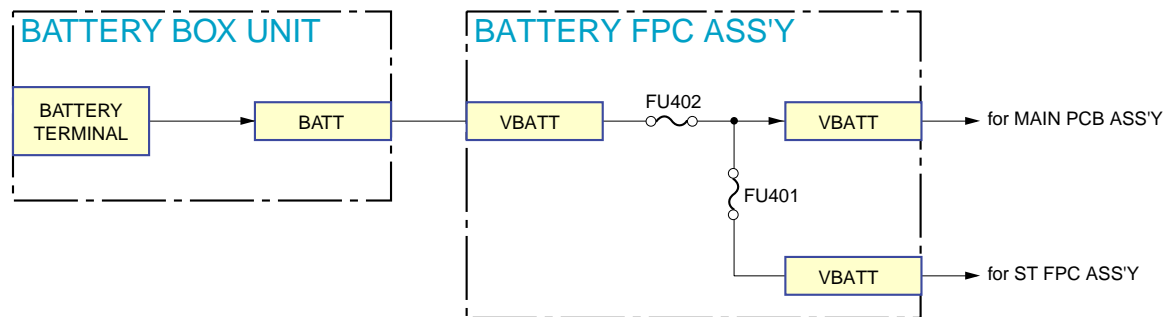 BATTERY BOX UNIT
BATTERY FPC ASS'Y
BATTERY
TERMINAL
BATT
VBATT
FU402
VBATT
for MAIN PCB ASS'Y
FU401
VBATT
for ST FPC ASS'Y